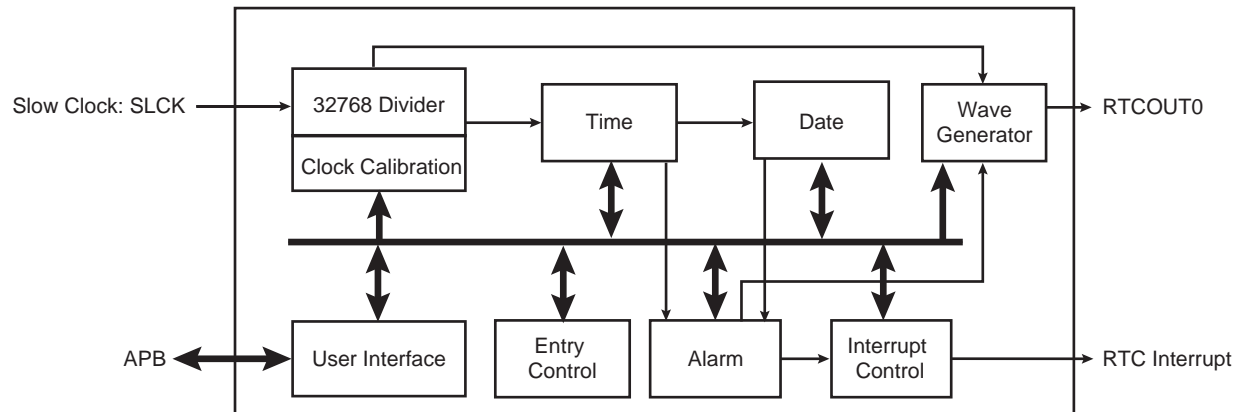 Slow Clock: SLCK
32768 Divider
Clock Calibration
Time
Date
Wave
Generator
RTCOUT0
APB
User Interface
Entry
Control
Alarm
Interrupt
Control
RTC Interrupt